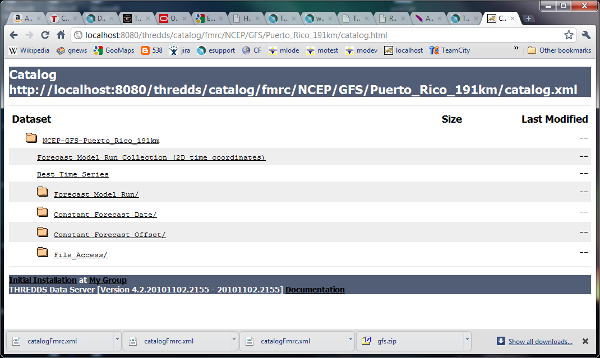 localhost:8080/thredds/catalog/fmrc/NCEP/GFS/Puerto_Rico_191km/catalog.html
Wikipedia gnews GooMaps 538 jira esupport CF mlode motest modev localhost TeamCity » Other bookmarks
Catalog
http://localhost:8080/thredds/catalog/fmrc/NCEP/GFS/Puerto_Rico_191km/catalog.xml
Dataset Size Last Modified
NCEP-GFS-Puerto_Rico_191km --
Forecast Model Run Collection (2D time coordinates) --
Best Time Series --
Forecast Model Run/ --
Constant Forecast Date/ --
Constant Forecast Offset/ --
File_Access/ --
Initial Installation at My Group
THREDDS Data Server [Version 4.2.20101102.2155 - 20101102.2155] Documentation
catalogFmrc.xml catalogFmrc.xml catalogFmrc.xml gfs.zip Show all downloads...